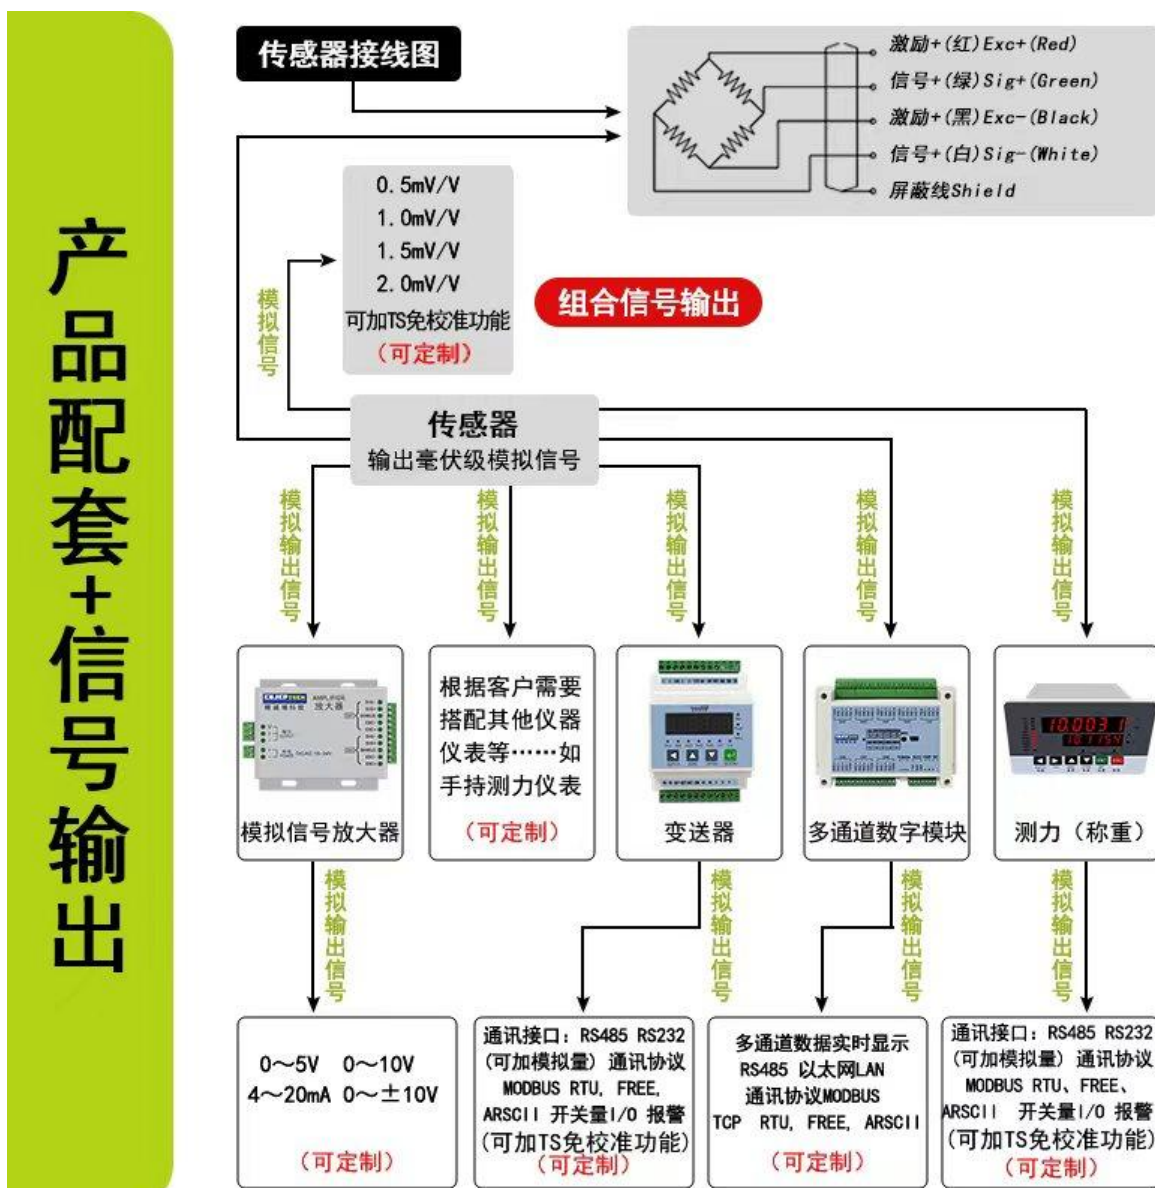 产品配套+信号输出
传感器接线图
激励+(红)Exc+(Red)
信号+(绿)Sig+(Green)
激励+(黑)Exc-(Black)
信号+(白)Sig-(White)
屏蔽线Shield
0.5mV/V
1.0mV/V
1.5mV/V
2.0mV/V
可加TS免校准功能
（可定制）
组合信号输出
模拟信号
传感器
输出毫伏级模拟信号
模拟输出信号
模拟输出信号
模拟输出信号
模拟输出信号
模拟输出信号
AMPLIFIER
放大器
模拟信号放大器
根据客户需要
搭配其他仪器
仪表等……如
手持测力仪表
（可定制）
变送器
多通道数字模块
10.0031
测力（称重）
模拟输出信号
模拟输出信号
模拟输出信号
模拟输出信号
0～5V 0～10V
4～20mA 0～±10V
（可定制）
通讯接口：RS485 RS232
(可加模拟量) 通讯协议
MODBUS RTU, FREE,
ARSCII 开关量I/O 报警
(可加TS免校准功能)
（可定制）
多通道数据实时显示
RS485 以太网LAN
通讯协议MODBUS
TCP RTU, FREE, ARSCII
（可定制）
通讯接口：RS485 RS232
(可加模拟量) 通讯协议
MODBUS RTU、FREE、
ARSCII 开关量I/O 报警
(可加TS免校准功能)
（可定制）